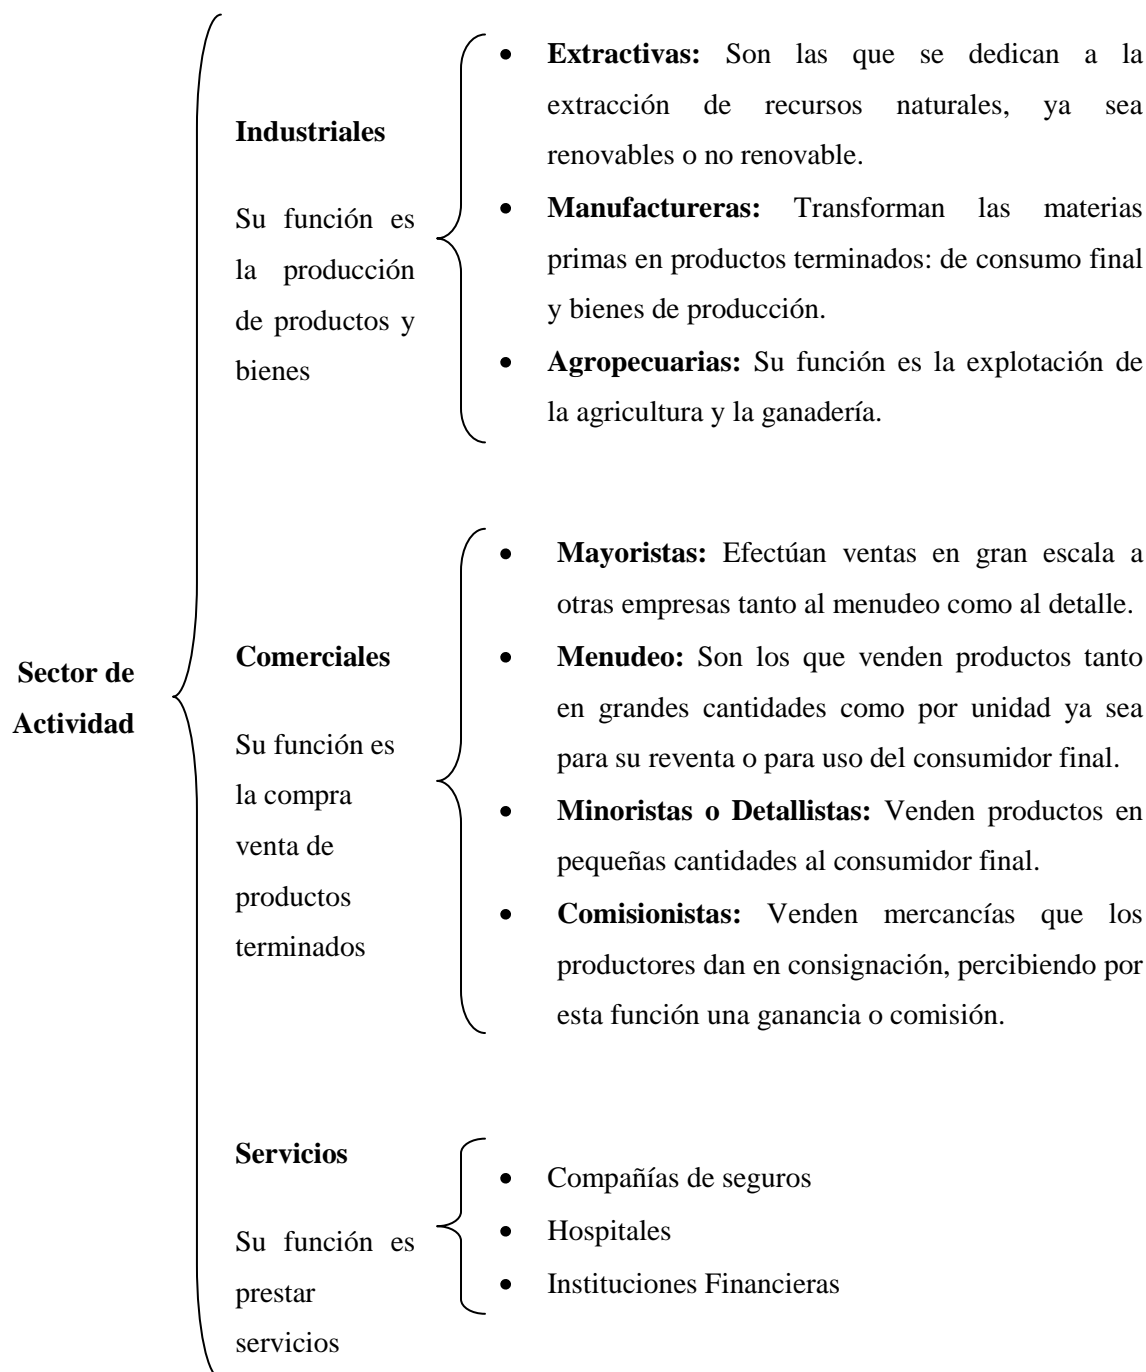 Sector de
Actividad
Industriales
Su función es
la producción
de productos y
bienes
• Extractivas: Son las que se dedican a la
extracción de recursos naturales, ya sea
renovables o no renovable.
• Manufactureras: Transforman las materias
primas en productos terminados: de consumo final
y bienes de producción.
• Agropecuarias: Su función es la explotación de
la agricultura y la ganadería.
Comerciales
Su función es
la compra
venta de
productos
terminados
• Mayoristas: Efectúan ventas en gran escala a
otras empresas tanto al menudeo como al detalle.
• Menudeo: Son los que venden productos tanto
en grandes cantidades como por unidad ya sea
para su reventa o para uso del consumidor final.
• Minoristas o Detallistas: Venden productos en
pequeñas cantidades al consumidor final.
• Comisionistas: Venden mercancías que los
productores dan en consignación, percibiendo por
esta función una ganancia o comisión.
Servicios
Su función es
prestar
servicios
• Compañías de seguros
• Hospitales
• Instituciones Financieras